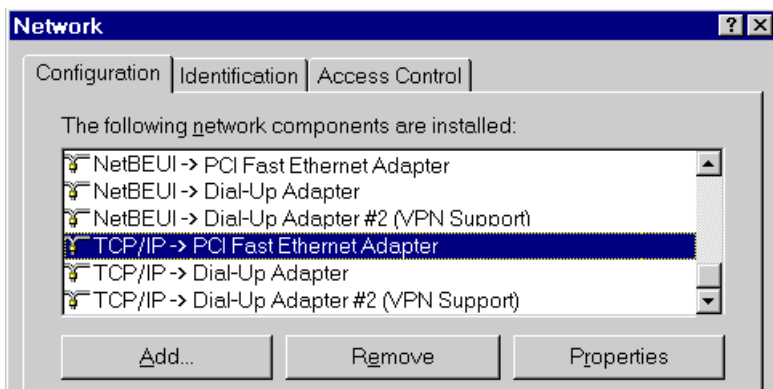 Network
Configuration Identification Access Control
The following network components are installed:
NetBEUI -> PCI Fast Ethernet Adapter
NetBEUI -> Dial-Up Adapter
NetBEUI -> Dial-Up Adapter #2 (VPN Support)
TCP/IP -> PCI Fast Ethernet Adapter
TCP/IP -> Dial-Up Adapter
TCP/IP -> Dial-Up Adapter #2 (VPN Support)
Add... Remove Properties